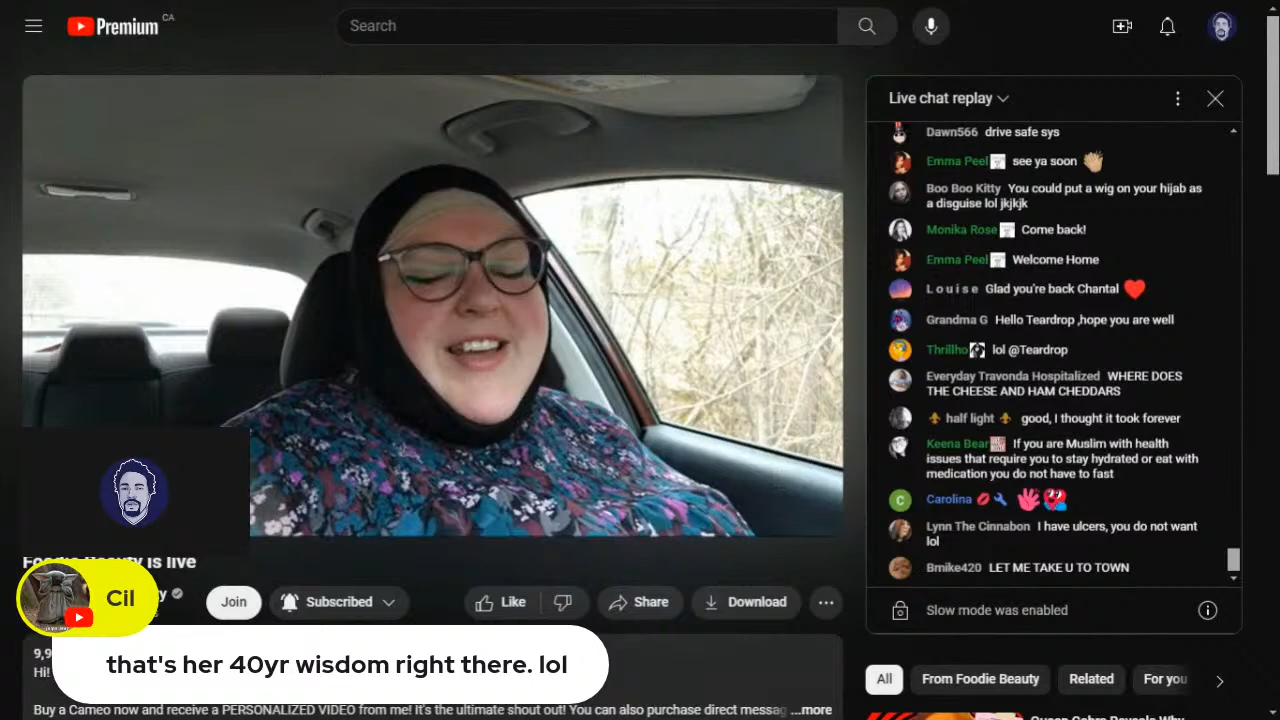 Premium CA
Search
Live chat replay
Dawn566 drive safe sys
Emma Peel see ya soon
Boo Boo Kitty You could put a wig on your hijab as
a disguise lol jkjkjk
Monika Rose Come back!
Emma Peel Welcome Home
L o u i s e Glad you're back Chantal
Grandma G Hello Teardrop ,hope you are well
Thrillho lol @Teardrop
Everyday Travonda Hospitalized WHERE DOES
THE CHEESE AND HAM CHEDDARS
half light good, I thought it took forever
Keena Bear If you are Muslim with health
issues that require you to stay hydrated or eat with
medication you do not have to fast
C Carolina
Lynn The Cinnabon I have ulcers, you do not want
lol
Bmike420 LET ME TAKE U TO TOWN
Slow mode was enabled
Foodie Beauty is live
Cil
Join
Subscribed
Like
Share
Download
that's her 40yr wisdom right there. lol
9,9
Hi!
Buy a Cameo now and receive a PERSONALIZED VIDEO from me! It's the ultimate shout out! You can also purchase direct messag ...more
All
From Foodie Beauty
Related
For you